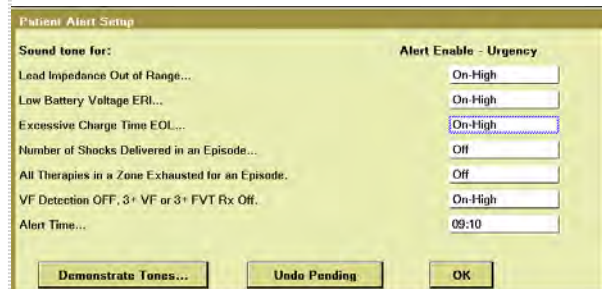 Patient Alert Setup
Sound tone for: Alert Enable - Urgency
Lead Impedance Out of Range... On-High
Low Battery Voltage ERI... On-High
Excessive Charge Time EOL... On-High
Number of Shocks Delivered in an Episode... Off
All Therapies in a Zone Exhausted for an Episode. Off
VF Detection OFF, 3+ VF or 3+ FVT Rx Off. On-High
Alert Time... 09:10
Demonstrate Tones... Undo Pending OK